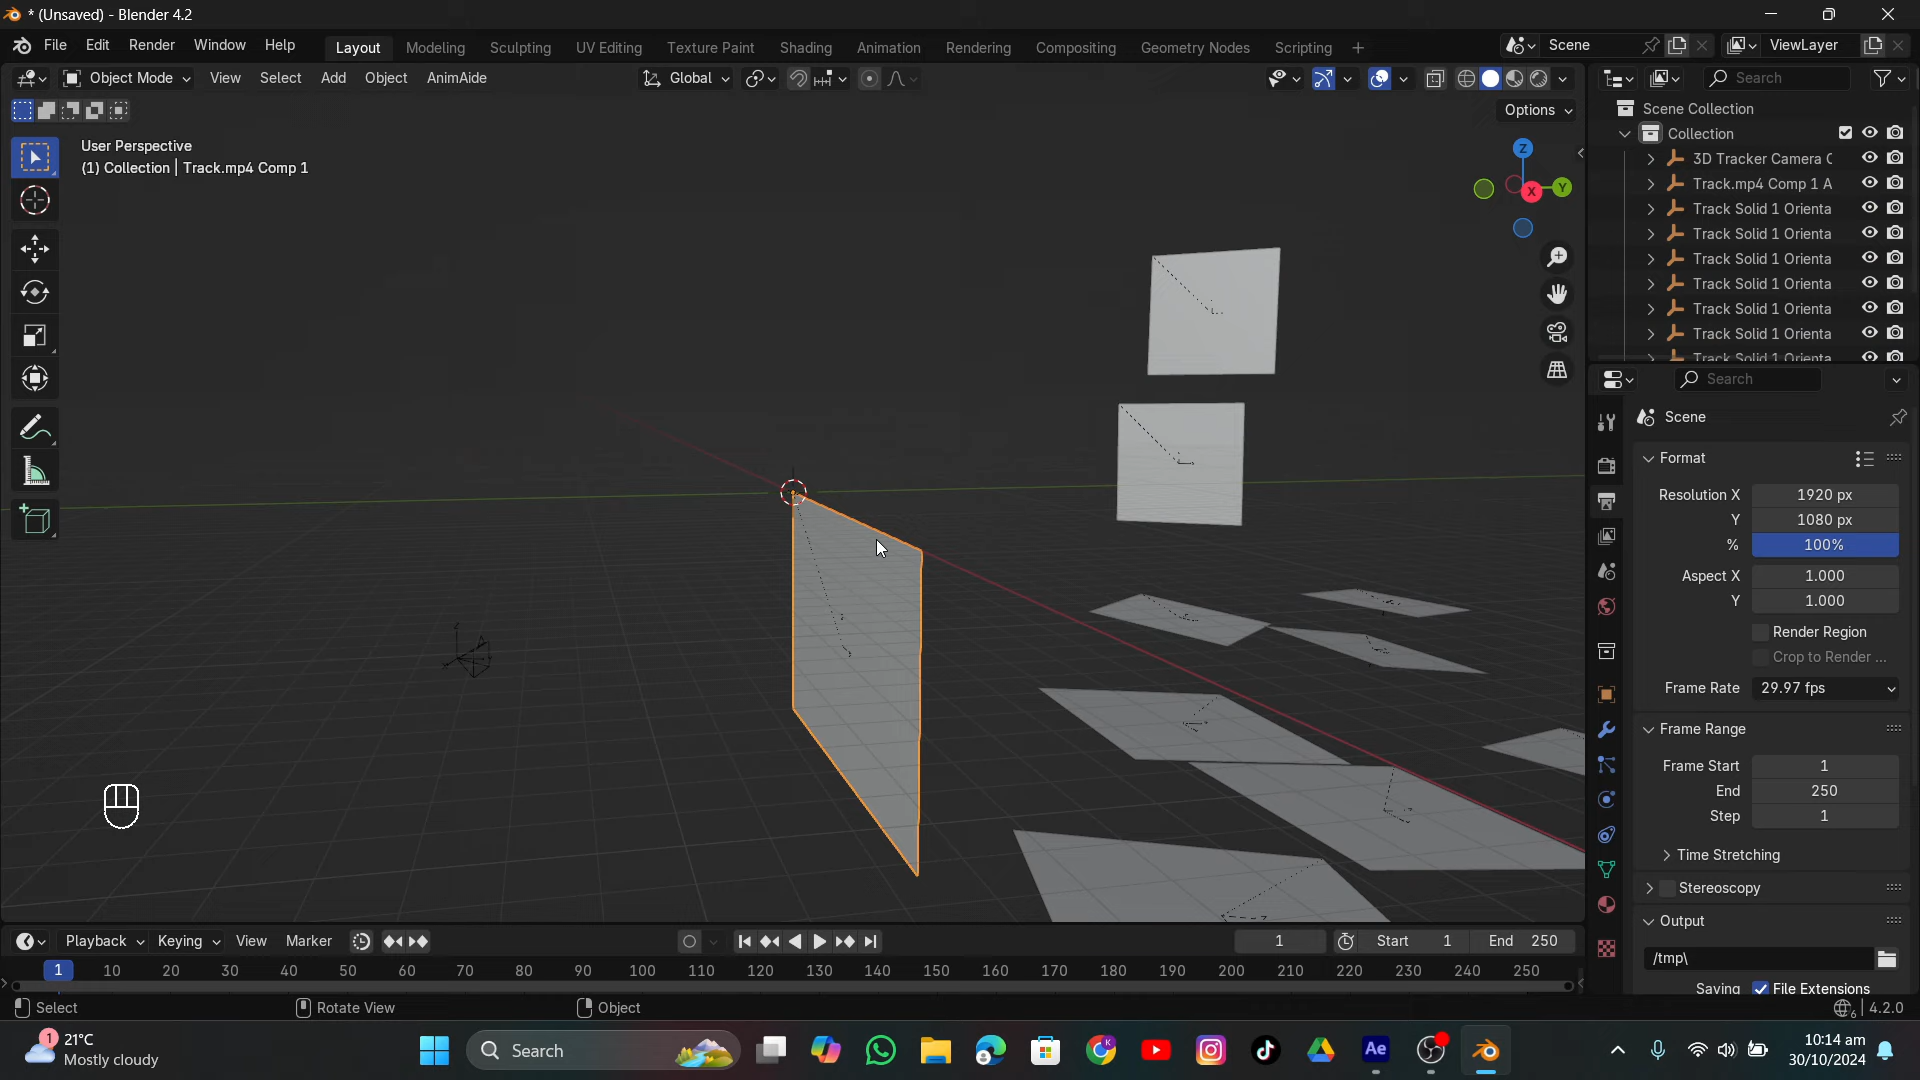 * (Unsaved) - Blender 4.2
File Edit Render Window Help
Layout Modeling Sculpting UV Editing Texture Paint Shading Animation Rendering Compositing Geometry Nodes Scripting
Scene
ViewLayer
Object Mode View Select Add Object AnimAide
Global
Search
Options
User Perspective
(1) Collection | Track.mp4 Comp 1
Z
Y
X
Scene Collection
Collection
3D Tracker Camera C
Track.mp4 Comp 1 A
Track Solid 1 Orienta
Track Solid 1 Orienta
Track Solid 1 Orienta
Track Solid 1 Orienta
Track Solid 1 Orienta
Track Solid 1 Orienta
Track Solid 1 Orienta
Search
Scene
Format
Resolution X 1920 px
Y 1080 px
% 100%
Aspect X 1.000
Y 1.000
Render Region
Crop to Render ...
Frame Rate 29.97 fps
Frame Range
Frame Start 1
End 250
Step 1
Time Stretching
Stereoscopy
Output
/tmp\
Saving File Extensions
Playback Keying View Marker
1 Start 1 End 250
1 10 20 30 40 50 60 70 80 90 100 110 120 130 140 150 160 170 180 190 200 210 220 230 240 250
Select Rotate View Object
6 4.2.0
1 21°C
Mostly cloudy
Search
K
Ae
10:14 am
30/10/2024